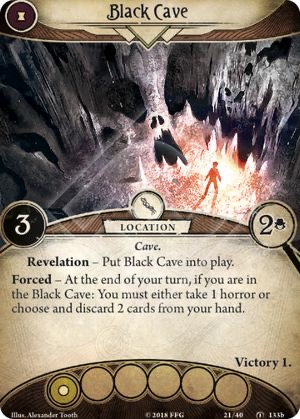 Black Cave
3
LOCATION
2
Cave.
Revelation – Put Black Cave into play.
Forced – At the end of your turn, if you are
in the Black Cave: You must either take 1 horror or
choose and discard 2 cards from your hand.
Victory 1.
Illus. Alexander Tooth
© 2018 FFG
21/40
133b